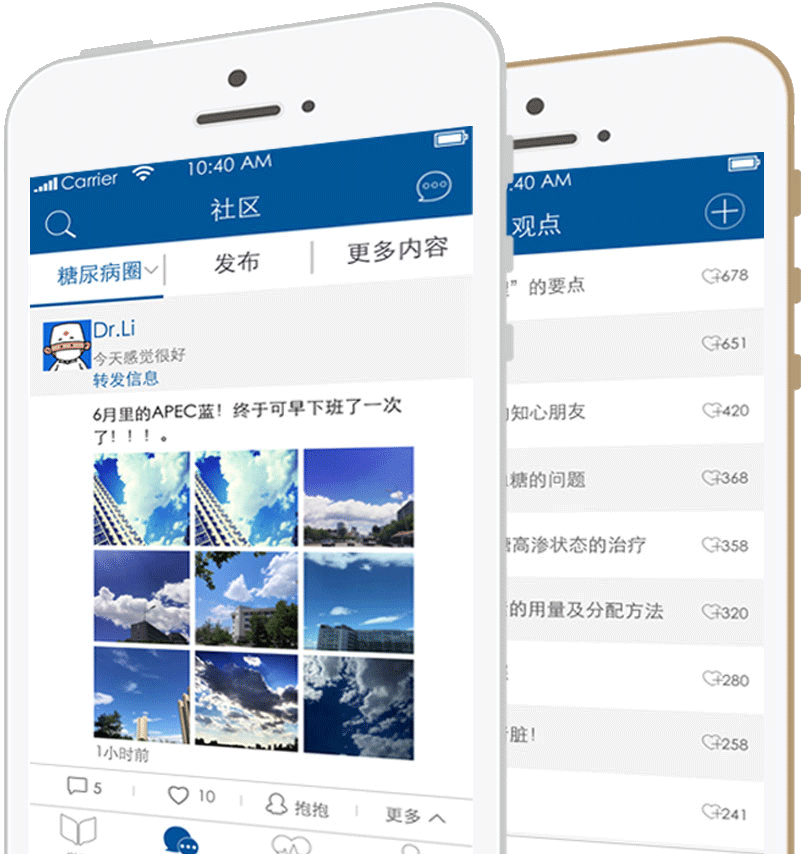 Carrier 10:40 AM
社区
糖尿病圈 发布 更多内容
Dr.Li
今天感觉很好
转发信息
6月里的APEC蓝！终于可早下班了一次
了！！！。
1小时前
5 10 抱抱 更多
:40 AM
观点
”的要点 +678
+651
知心朋友 +420
糖的问题 +368
高渗状态的治疗 +358
的用量及分配方法 +320
+280
脏！ +258
+241